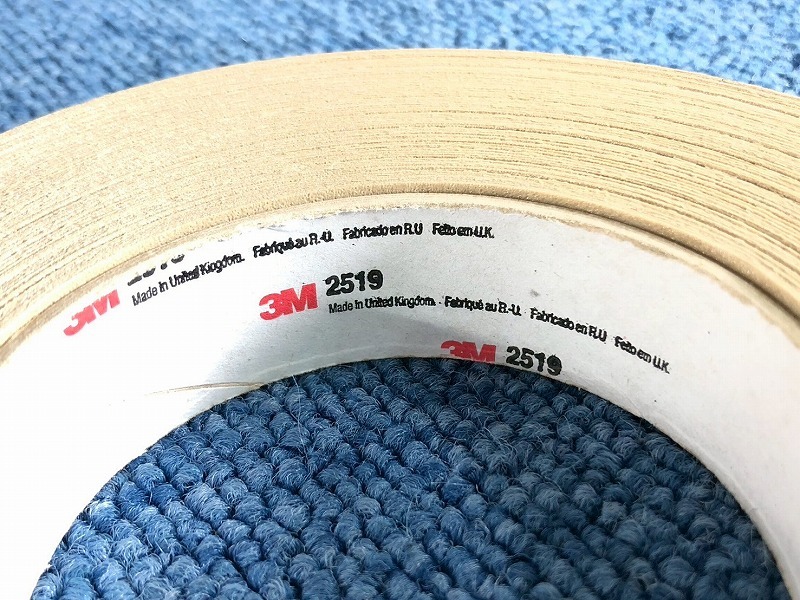 Made in United Kingdom. Fabriqué au R.-U. Fabricado en R.U Feito em U.K.
3M
3M 2519
Made in United Kingdom. Fabriqué au R.-U. Fabricado en R.U Feito em U.K.
3M 2519